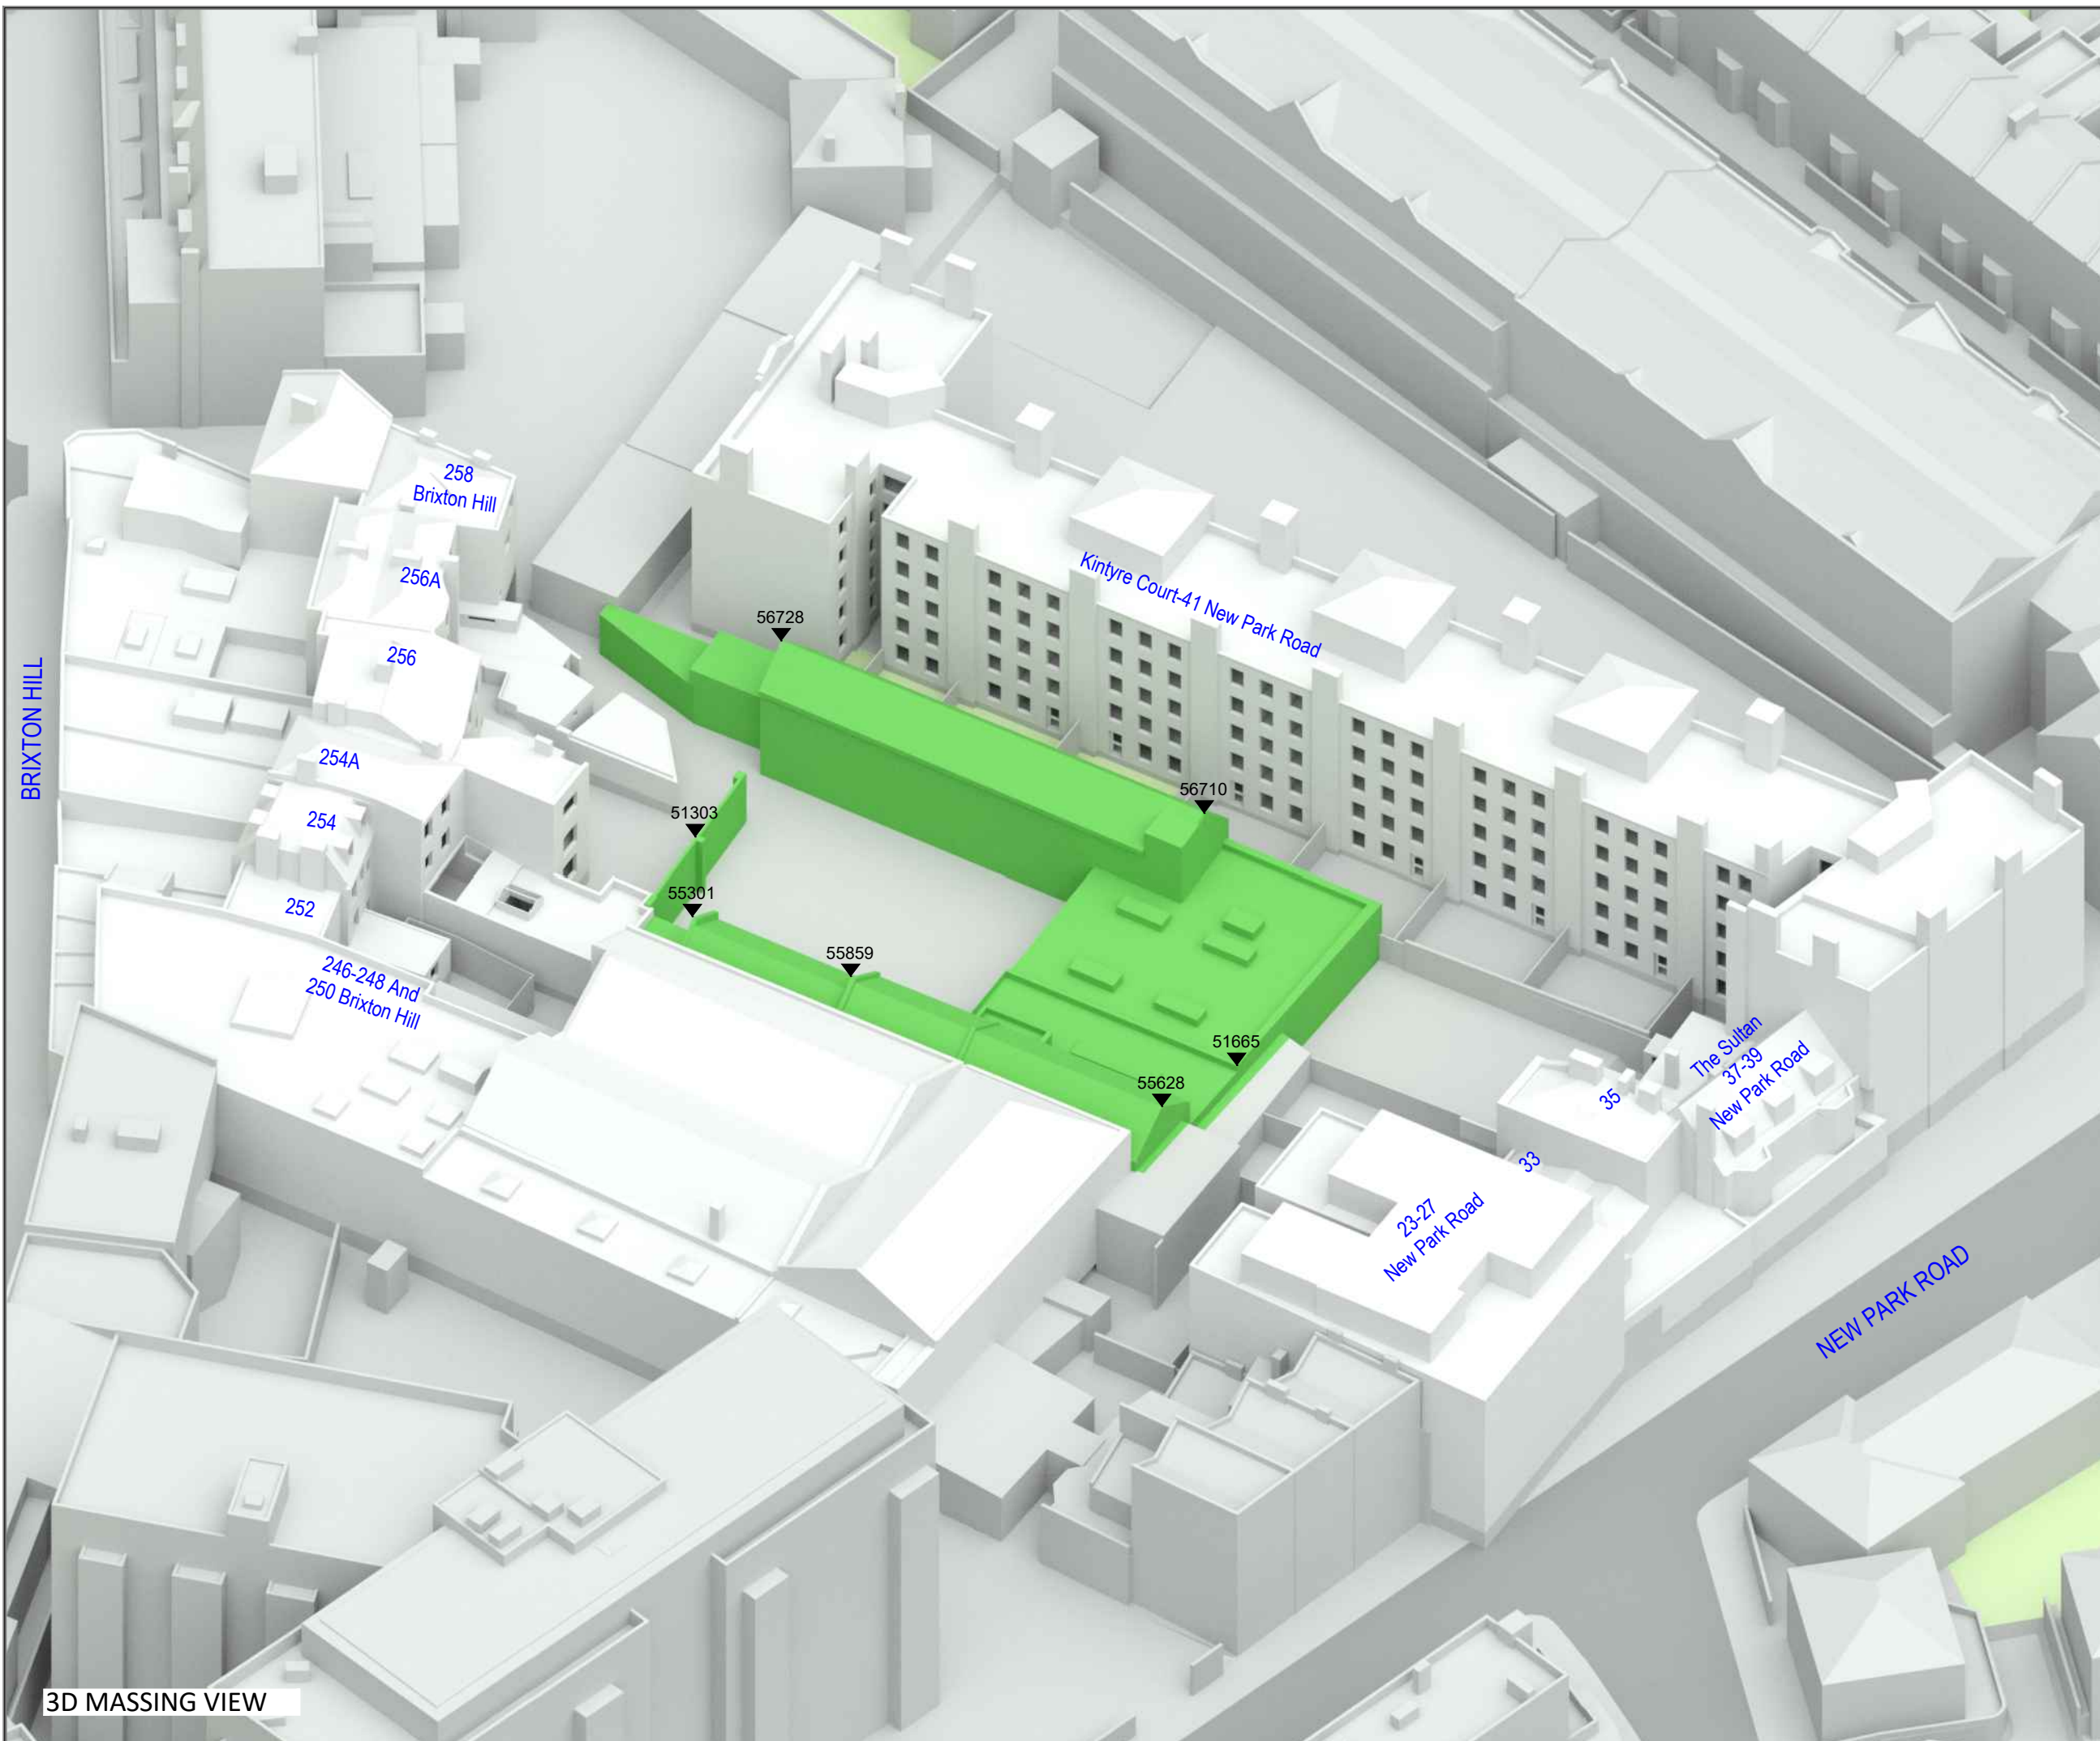 258
Brixton Hill
256A
Kintyre Court-41 New Park Road
56728
256
BRIXTON HILL
254A
56710
51303
254
55301
252
55859
246-248 And
250 Brixton Hill
51665
55628
The Sultan
37-39
New Park Road
35
33
23-27
New Park Road
NEW PARK ROAD
3D MASSING VIEW